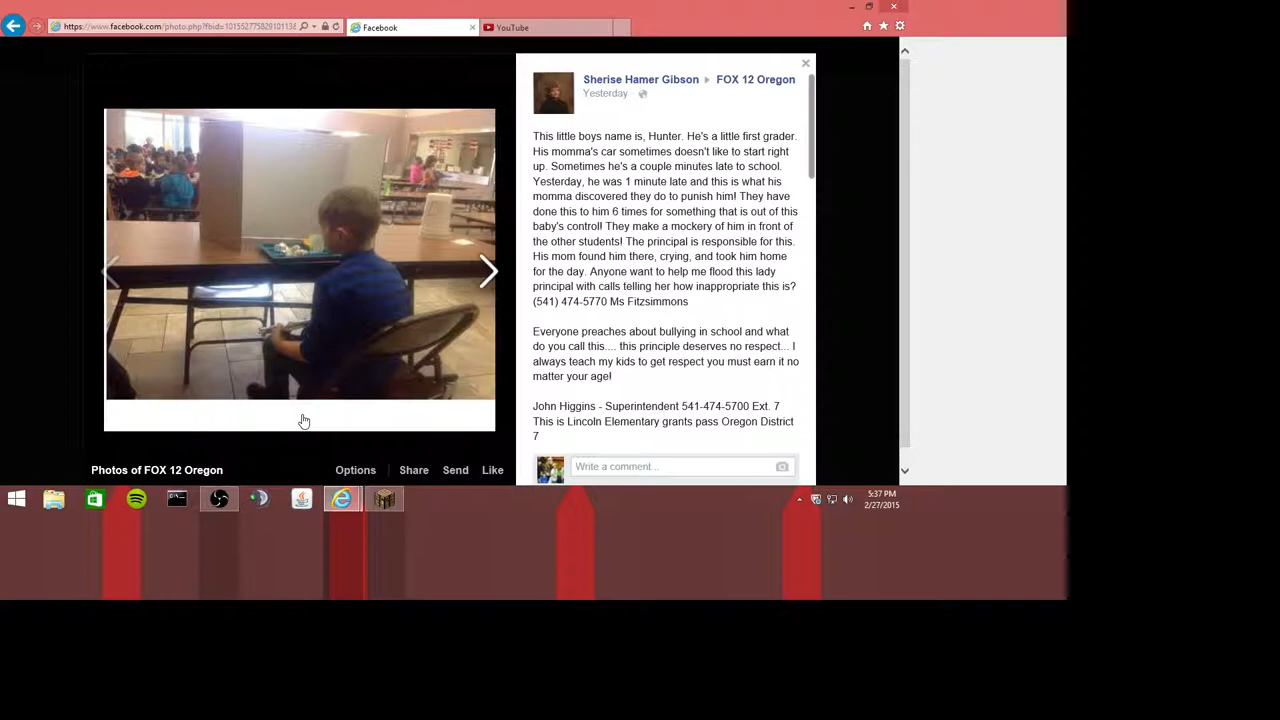 https://www.facebook.com/photo.php?fbid=101552775829101138
Facebook
YouTube
Sherise Hamer Gibson ▸ FOX 12 Oregon
Yesterday
This little boys name is, Hunter. He's a little first grader.
His momma's car sometimes doesn't like to start right
up. Sometimes he's a couple minutes late to school.
Yesterday, he was 1 minute late and this is what his
momma discovered they do to punish him! They have
done this to him 6 times for something that is out of this
baby's control! They make a mockery of him in front of
the other students! The principal is responsible for this.
His mom found him there, crying, and took him home
for the day. Anyone want to help me flood this lady
principal with calls telling her how inappropriate this is?
(541) 474-5770 Ms Fitzsimmons
Everyone preaches about bullying in school and what
do you call this.... this principle deserves no respect... I
always teach my kids to get respect you must earn it no
matter your age!
John Higgins - Superintendent 541-474-5700 Ext. 7
This is Lincoln Elementary grants pass Oregon District
7
Write a comment...
Photos of FOX 12 Oregon
Options
Share
Send
Like
5:37 PM
2/27/2015